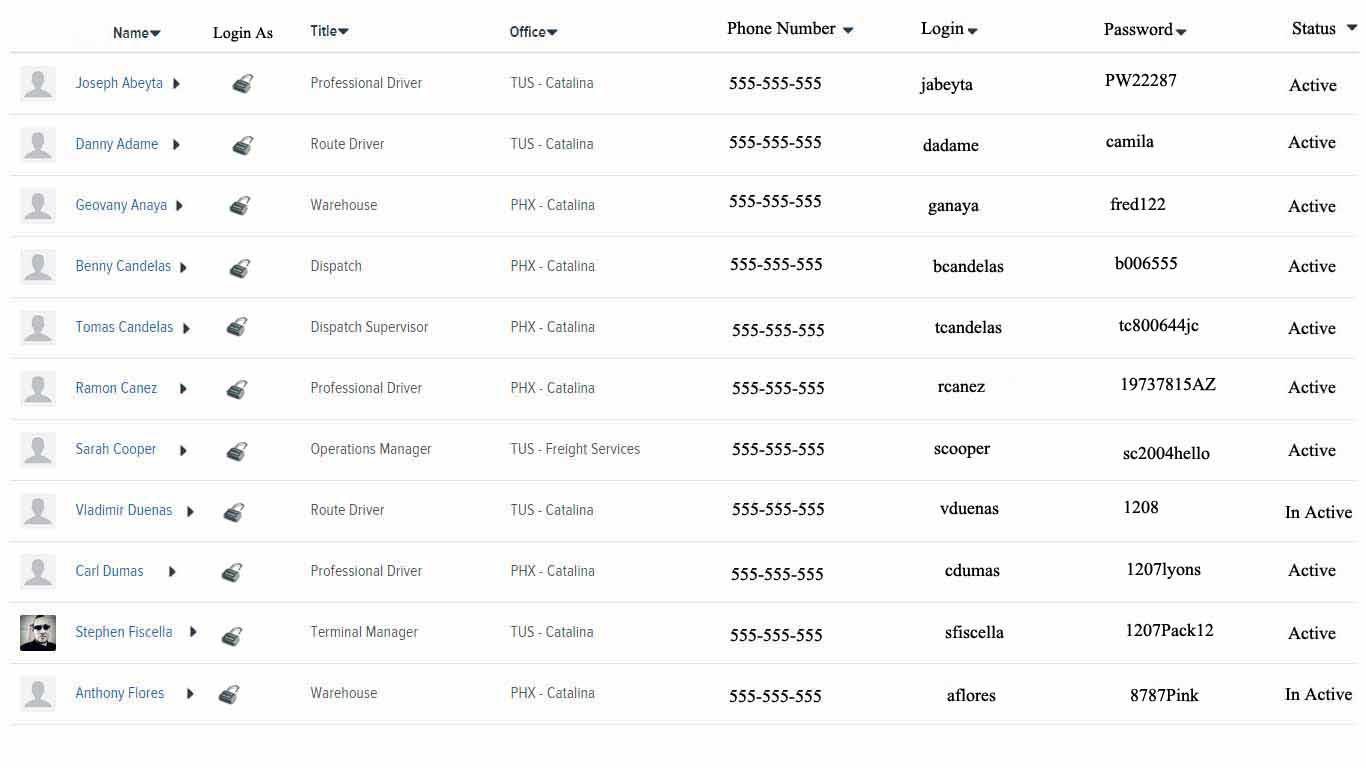 Name Login As Title Office Phone Number Login Password Status
Joseph Abeyta Professional Driver TUS - Catalina 555-555-555 jabeyta PW22287 Active
Danny Adame Route Driver TUS - Catalina 555-555-555 dadame camila Active
Geovany Anaya Warehouse PHX - Catalina 555-555-555 ganaya fred122 Active
Benny Candelas Dispatch PHX - Catalina 555-555-555 bcandelas b006555 Active
Tomas Candelas Dispatch Supervisor PHX - Catalina 555-555-555 tcandelas tc800644jc Active
Ramon Canez Professional Driver PHX - Catalina 555-555-555 rcanez 19737815AZ Active
Sarah Cooper Operations Manager TUS - Freight Services 555-555-555 scooper sc2004hello Active
Vladimir Duenas Route Driver TUS - Catalina 555-555-555 vduenas 1208 In Active
Carl Dumas Professional Driver PHX - Catalina 555-555-555 cdumas 1207lyons Active
Stephen Fiscella Terminal Manager TUS - Catalina 555-555-555 sfiscella 1207Pack12 Active
Anthony Flores Warehouse PHX - Catalina 555-555-555 aflores 8787Pink In Active